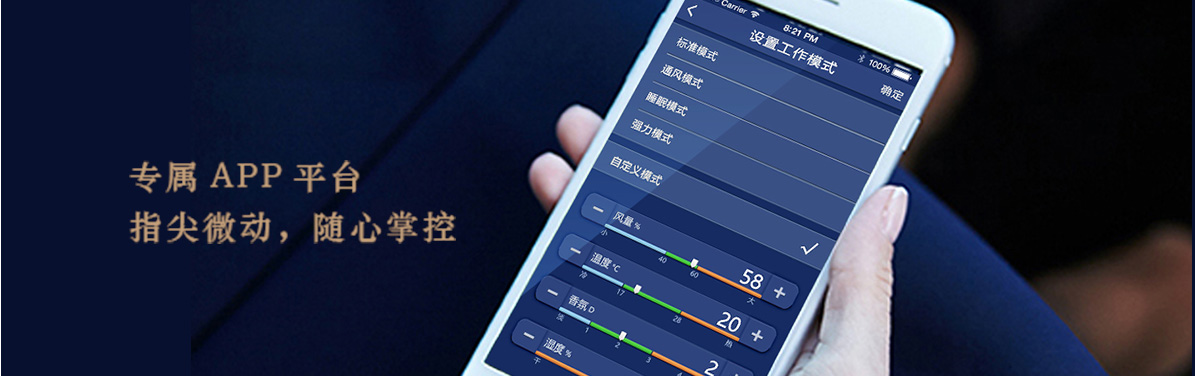 专属 APP 平台
指尖微动，随心掌控
Carrier
8:21 PM
100%
设置工作模式
确定
标准模式
通风模式
睡眠模式
强力模式
自定义模式
风量 %
58
小 40 60 大
温度 °C
20
冷 17 28 热
香氛 D
2
淡 1 2 3 4
湿度 %
干